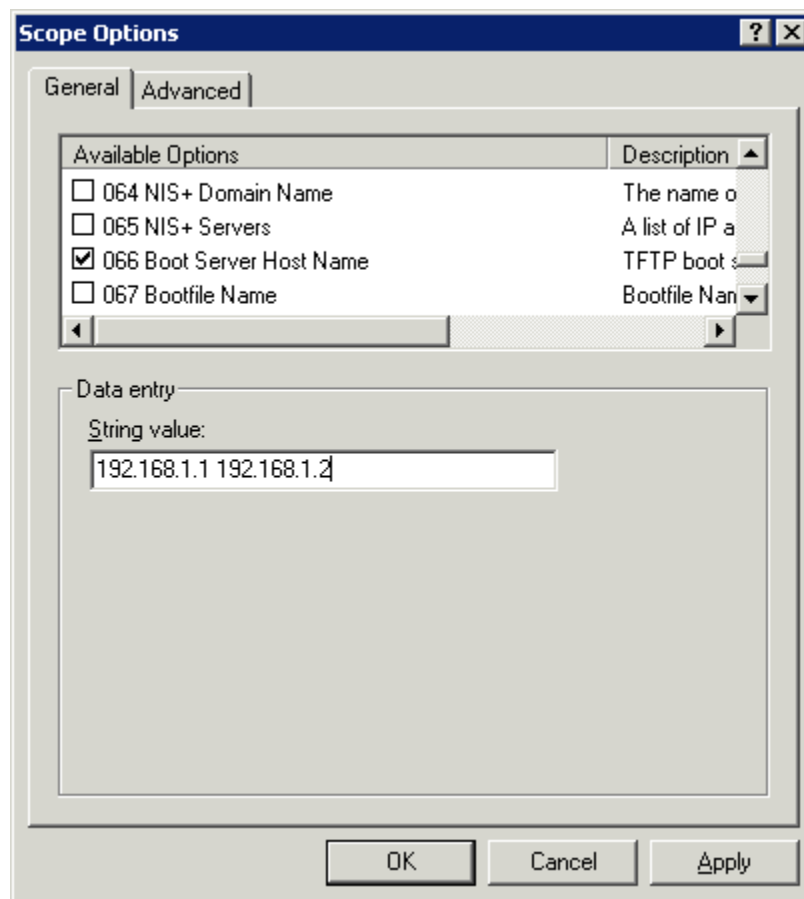 Scope Options
General Advanced
Available Options Description
064 NIS+ Domain Name The name o
065 NIS+ Servers A list of IP a
066 Boot Server Host Name TFTP boot s
067 Bootfile Name Bootfile Nan
Data entry
String value:
192.168.1.1 192.168.1.2
OK Cancel Apply